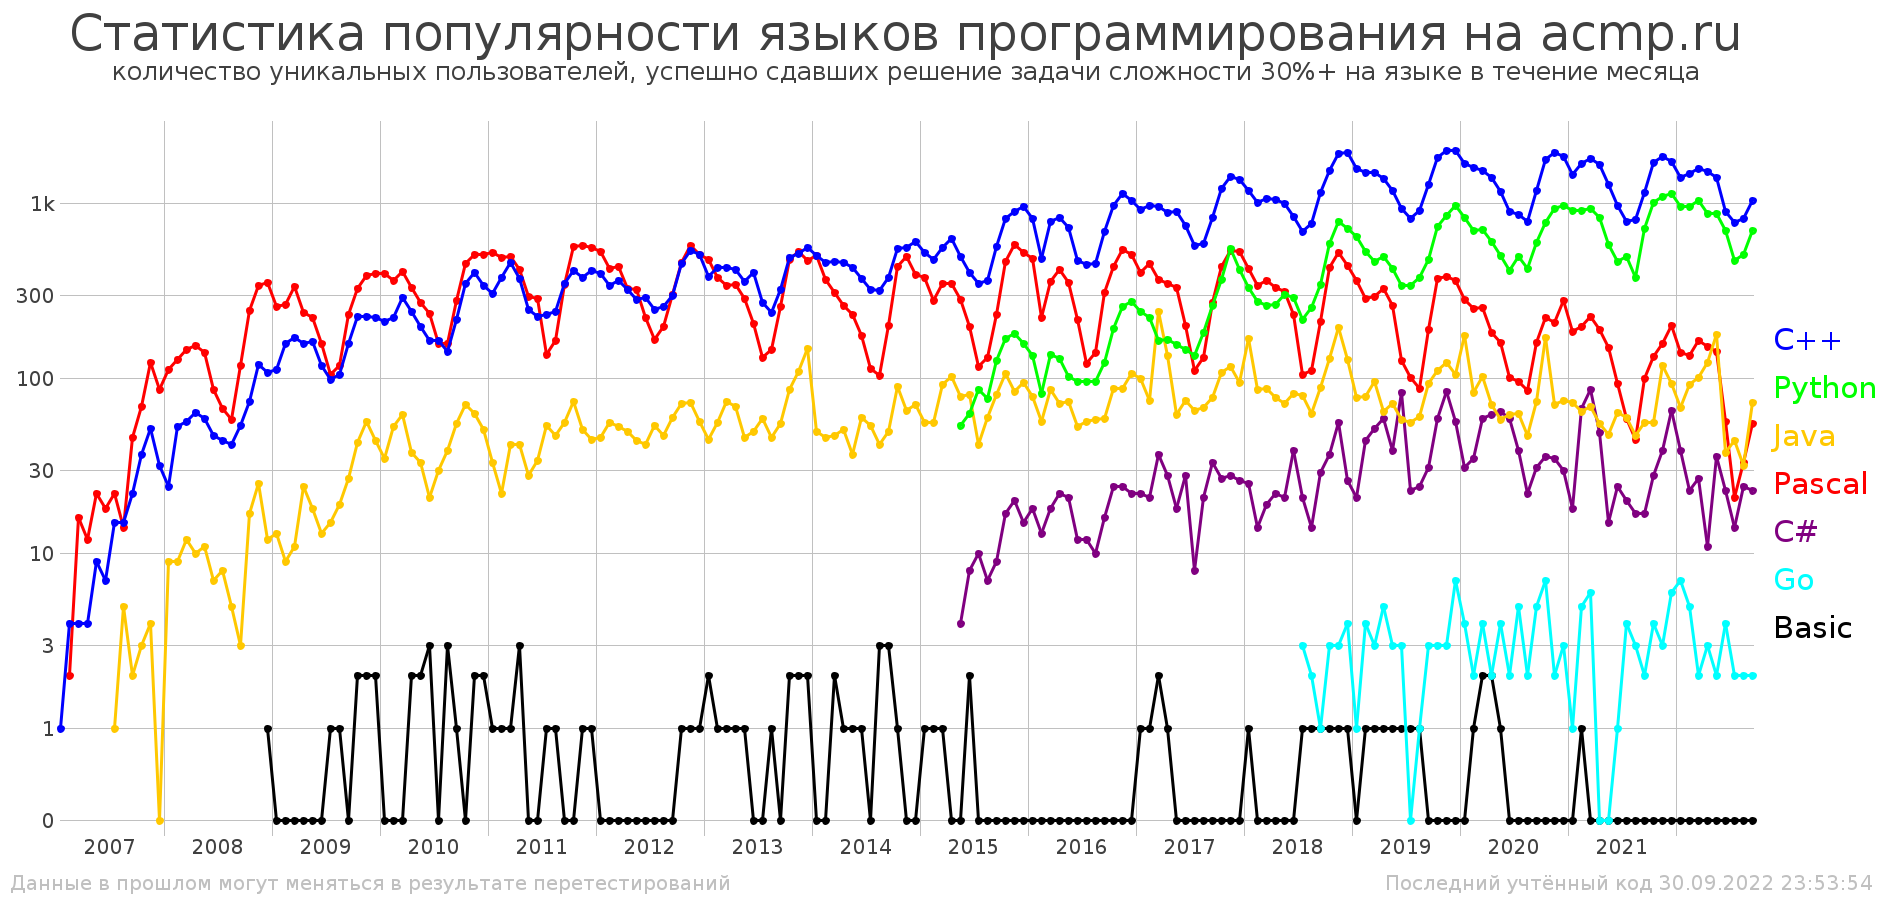 Статистика популярности языков программирования на acmp.ru
количество уникальных пользователей, успешно сдавших решение задачи сложности 30%+ на языке в течение месяца
1k
300
100
30
10
3
1
0
C++
Python
Java
Pascal
C#
Go
Basic
2007 2008 2009 2010 2011 2012 2013 2014 2015 2016 2017 2018 2019 2020 2021
Данные в прошлом могут меняться в результате перетестирований
Последний учтённый код 30.09.2022 23:53:54